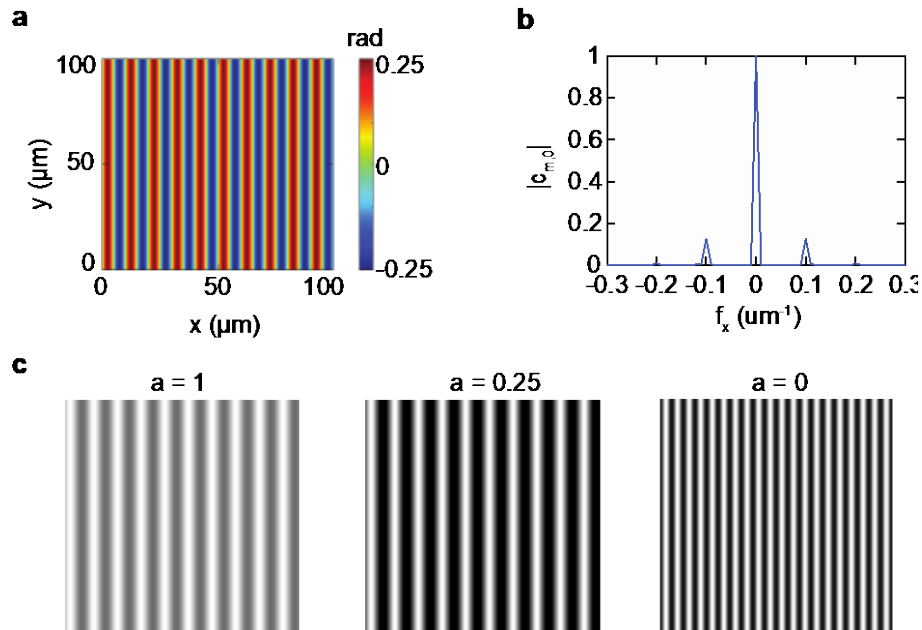 a
rad
100
50
0
y (µm)
0
50
100
x (µm)
0.25
0
-0.25
b
1
0.8
0.6
0.4
0.2
0
|c_m,0|
-0.3
-0.2
-0.1
0
0.1
0.2
0.3
f_x (um⁻¹)
c
a = 1
a = 0.25
a = 0